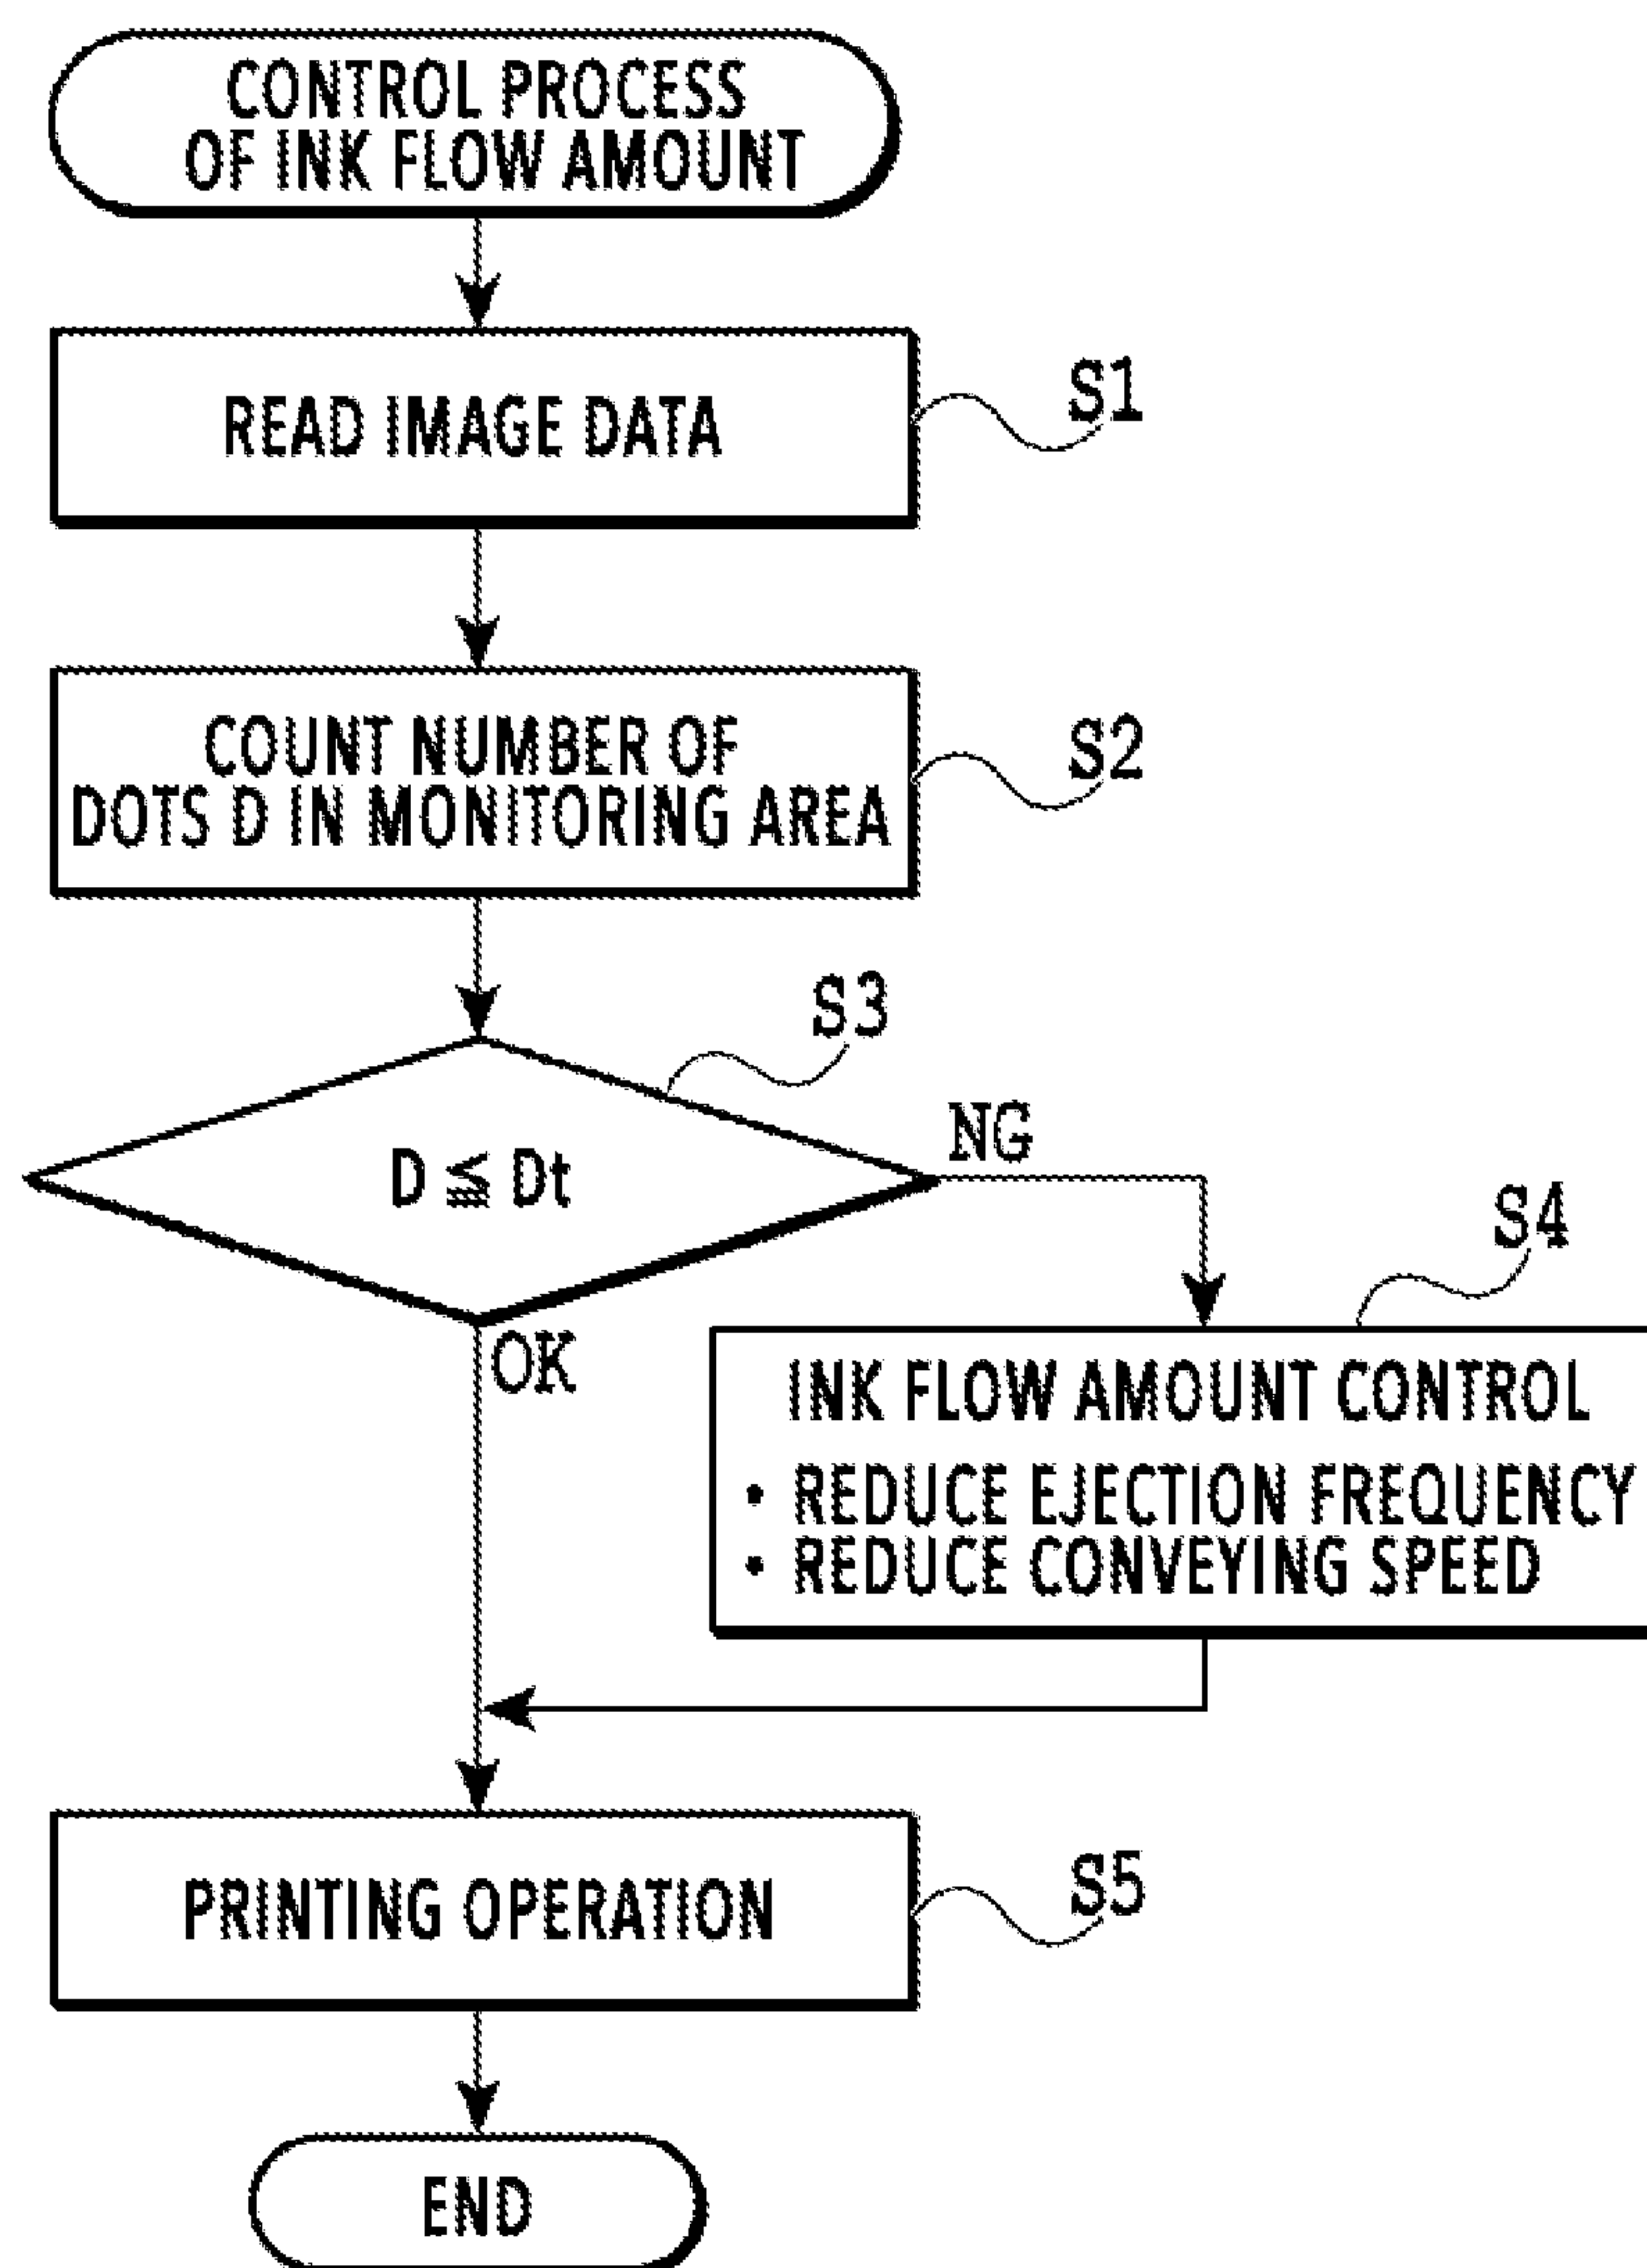 CONTROL PROCESS
OF INK FLOW AMOUNT
READ IMAGE DATA
S1
COUNT NUMBER OF
DOTS D IN MONITORING AREA
S2
S3
D ≦ Dt
NG
OK
S4
INK FLOW AMOUNT CONTROL
• REDUCE EJECTION FREQUENCY
• REDUCE CONVEYING SPEED
PRINTING OPERATION
S5
END